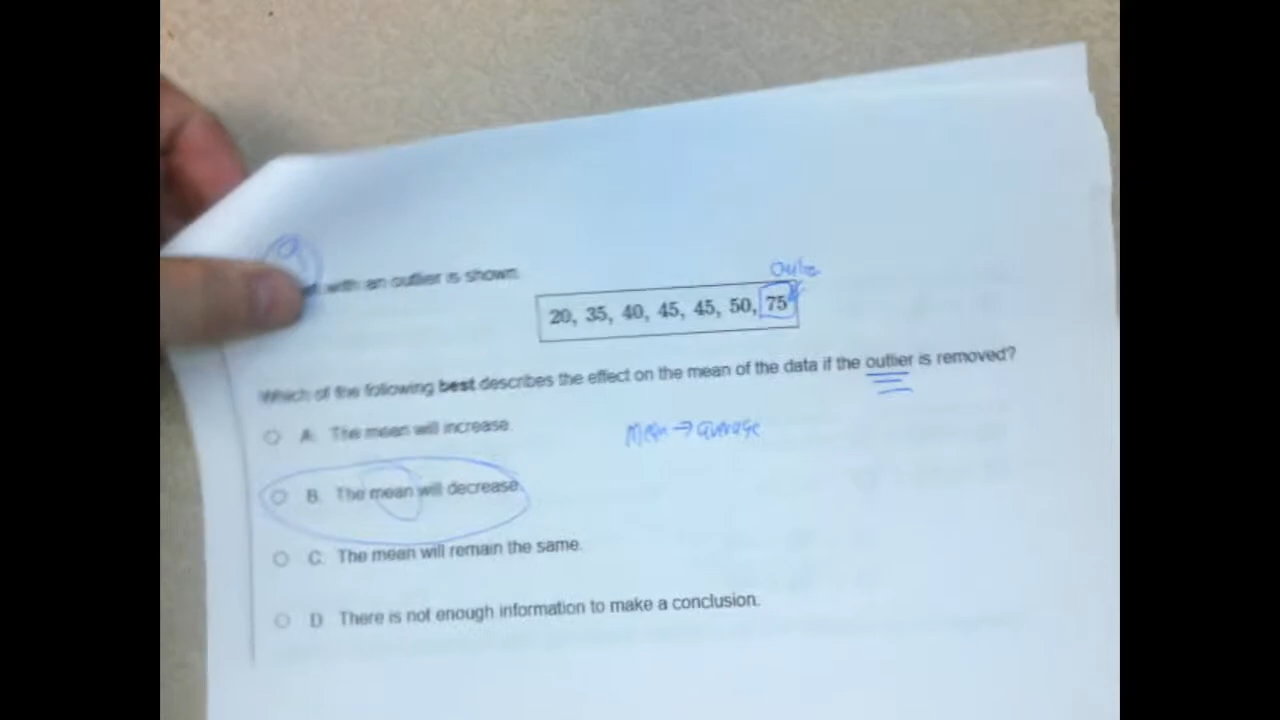 9
with an outlier is shown.
Outlier
20, 35, 40, 45, 45, 50, 75
Which of the following best describes the effect on the mean of the data if the outlier is removed?
A. The mean will increase.
Mean → average
B. The mean will decrease.
C. The mean will remain the same.
D. There is not enough information to make a conclusion.